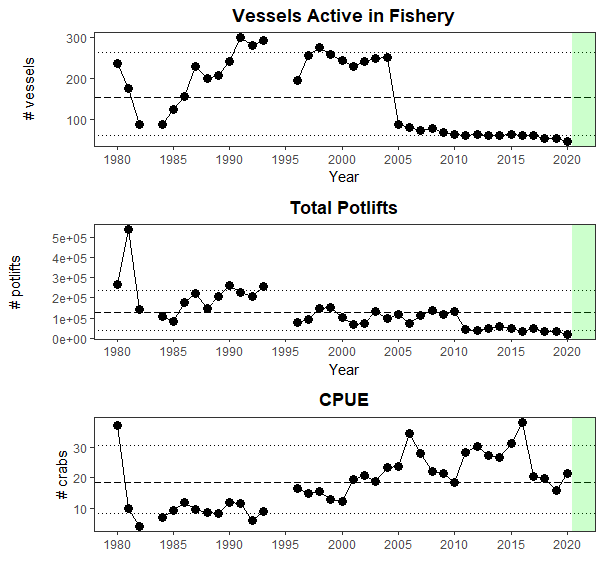 Vessels Active in Fishery
# vessels
300
200
100
1980 1985 1990 1995 2000 2005 2010 2015 2020
Year
Total Potlifts
# potlifts
5e+05
4e+05
3e+05
2e+05
1e+05
0e+00
1980 1985 1990 1995 2000 2005 2010 2015 2020
Year
CPUE
# crabs
30
20
10
1980 1985 1990 1995 2000 2005 2010 2015 2020